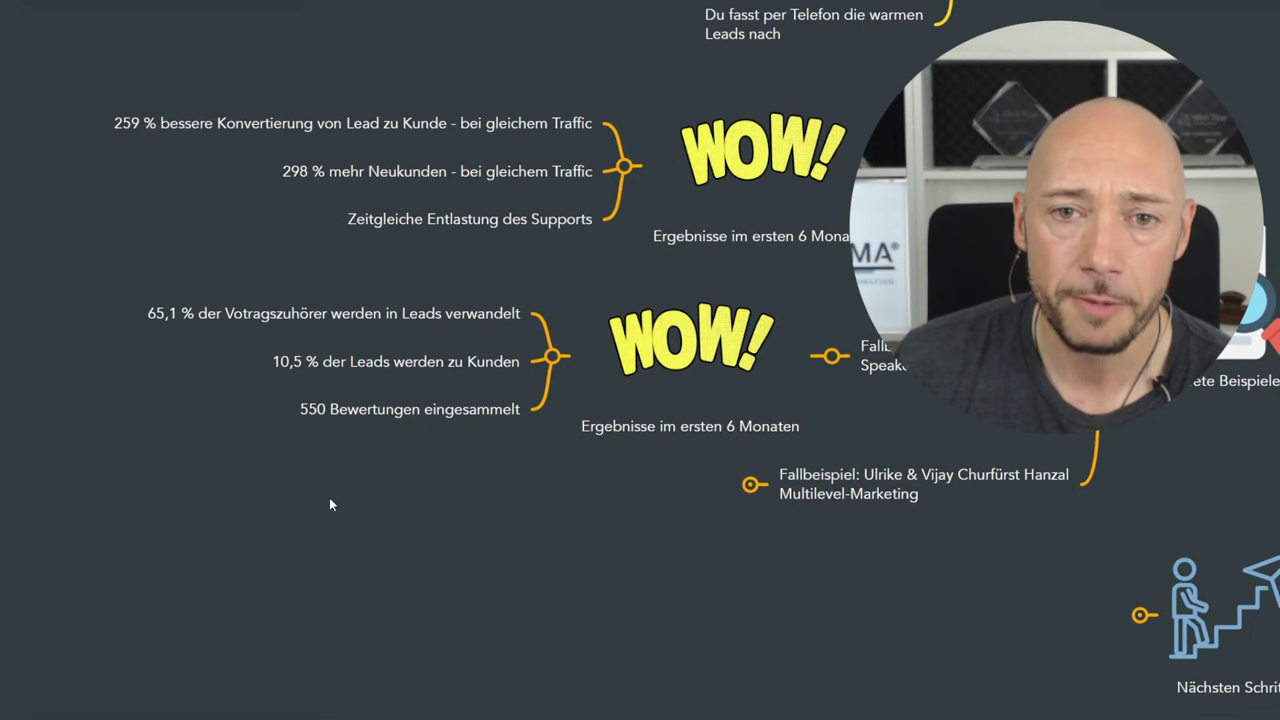 Du fasst per Telefon die warmen
Leads nach
259 % bessere Konvertierung von Lead zu Kunde - bei gleichem Traffic
298 % mehr Neukunden - bei gleichem Traffic
Zeitgleiche Entlastung des Supports
WOW!
Ergebnisse im ersten 6
65,1 % der Votragszuhörer werden in Leads verwandelt
10,5 % der Leads werden zu Kunden
550 Bewertungen eingesammelt
WOW!
Ergebnisse im ersten 6 Monaten
Beispiele
Fallbeispiel: Ulrike & Vijay Churfürst Hanzal
Multilevel-Marketing
Nächsten